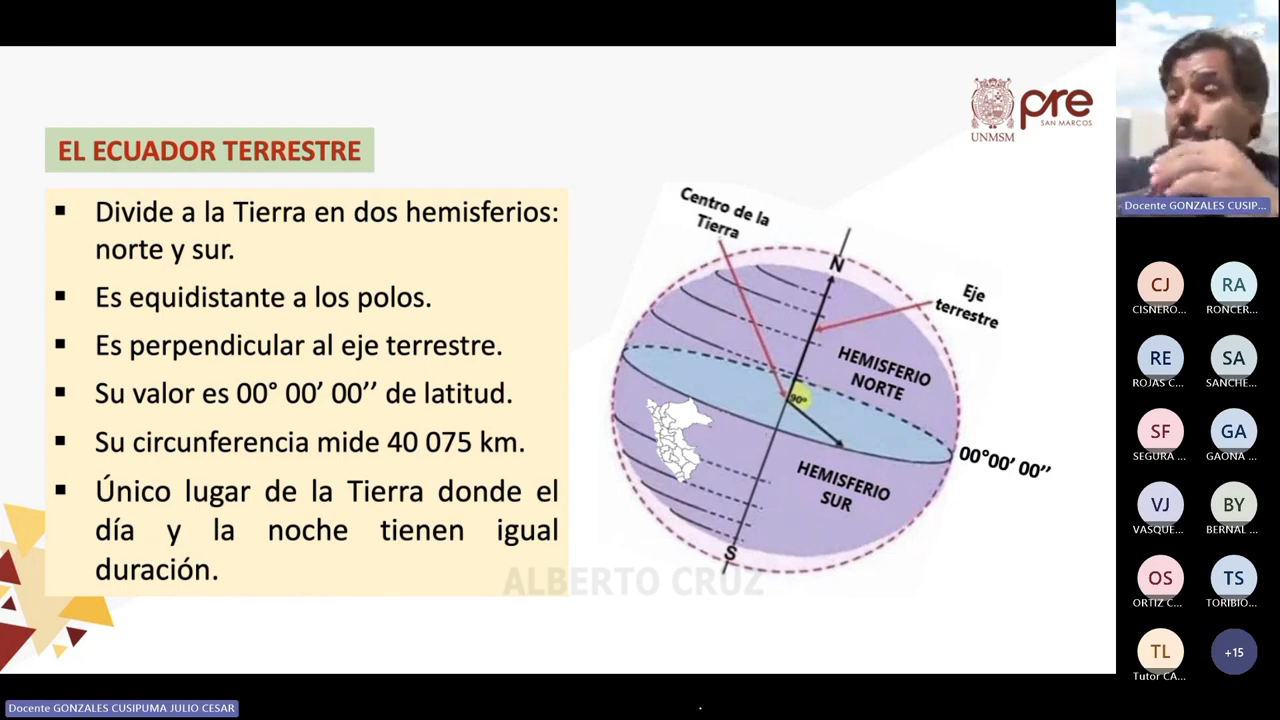 EL ECUADOR TERRESTRE
▪ Divide a la Tierra en dos hemisferios:
norte y sur.
▪ Es equidistante a los polos.
▪ Es perpendicular al eje terrestre.
▪ Su valor es 00° 00’ 00’’ de latitud.
▪ Su circunferencia mide 40 075 km.
▪ Único lugar de la Tierra donde el
día y la noche tienen igual
duración.
UNMSM
pre
SAN MARCOS
Centro de la
Tierra
N
Eje
terrestre
HEMISFERIO
NORTE
90°
00°00’ 00’’
HEMISFERIO
SUR
S
ALBERTO CRUZ
Docente GONZALES CUSIP...
CJ
CISNERO...
RA
RONCER...
RE
ROJAS C...
SA
SANCHE...
SF
SEGURA ...
GA
GAONA ...
VJ
VASQUE...
BY
BERNAL ...
OS
ORTIZ C...
TS
TORIBIO...
TL
Tutor CA...
+15
Docente GONZALES CUSIPUMA JULIO CESAR